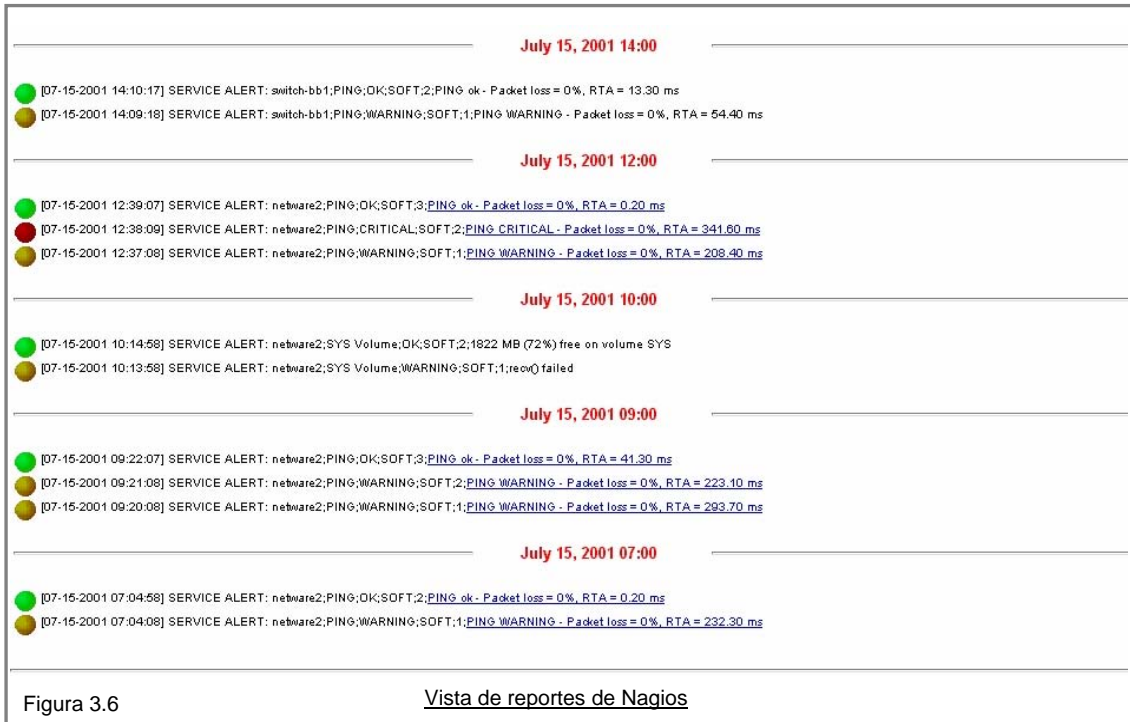 July 15, 2001 14:00
[07-15-2001 14:10:17] SERVICE ALERT: switch-bb1;PING;OK;SOFT;2;PING ok - Packet loss = 0%, RTA = 13.30 ms
[07-15-2001 14:09:18] SERVICE ALERT: switch-bb1;PING;WARNING;SOFT;1;PING WARNING - Packet loss = 0%, RTA = 54.40 ms
July 15, 2001 12:00
[07-15-2001 12:39:07] SERVICE ALERT: netware2;PING;OK;SOFT;3;PING ok - Packet loss = 0%, RTA = 0.20 ms
[07-15-2001 12:38:09] SERVICE ALERT: netware2;PING;CRITICAL;SOFT;2;PING CRITICAL - Packet loss = 0%, RTA = 341.60 ms
[07-15-2001 12:37:08] SERVICE ALERT: netware2;PING;WARNING;SOFT;1;PING WARNING - Packet loss = 0%, RTA = 208.40 ms
July 15, 2001 10:00
[07-15-2001 10:14:58] SERVICE ALERT: netware2;SYS Volume;OK;SOFT;2;1822 MB (72%) free on volume SYS
[07-15-2001 10:13:58] SERVICE ALERT: netware2;SYS Volume;WARNING;SOFT;1;recv() failed
July 15, 2001 09:00
[07-15-2001 09:22:07] SERVICE ALERT: netware2;PING;OK;SOFT;3;PING ok - Packet loss = 0%, RTA = 41.30 ms
[07-15-2001 09:21:08] SERVICE ALERT: netware2;PING;WARNING;SOFT;2;PING WARNING - Packet loss = 0%, RTA = 223.10 ms
[07-15-2001 09:20:08] SERVICE ALERT: netware2;PING;WARNING;SOFT;1;PING WARNING - Packet loss = 0%, RTA = 293.70 ms
July 15, 2001 07:00
[07-15-2001 07:04:58] SERVICE ALERT: netware2;PING;OK;SOFT;2;PING ok - Packet loss = 0%, RTA = 0.20 ms
[07-15-2001 07:04:08] SERVICE ALERT: netware2;PING;WARNING;SOFT;1;PING WARNING - Packet loss = 0%, RTA = 232.30 ms
Figura 3.6 Vista de reportes de Nagios